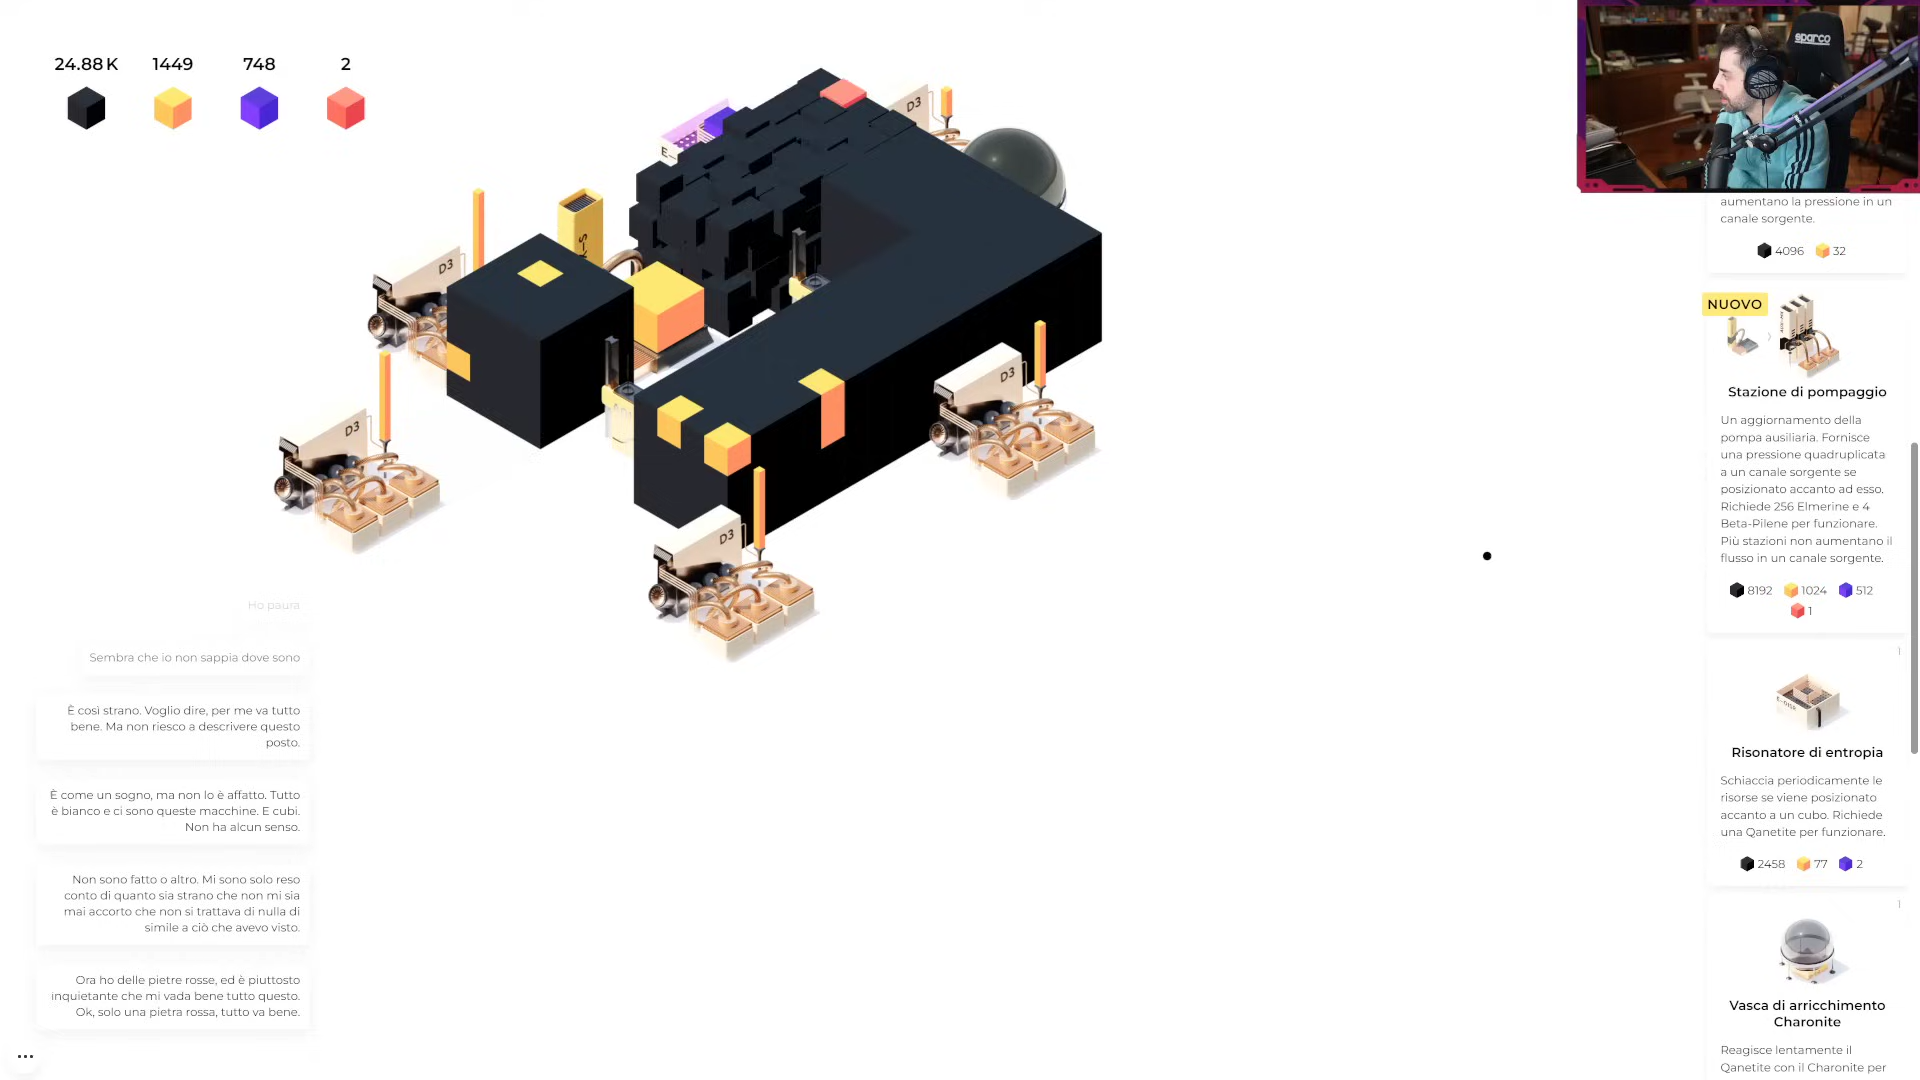 24.88 K 1449 748 2
sparco
D3
E—
D3
S—
D3
D3
D3
Ho paura
Sembra che io non sappia dove sono
È così strano. Voglio dire, per me va tutto
bene. Ma non riesco a descrivere questo
posto.
È come un sogno, ma non lo è affatto. Tutto
è bianco e ci sono queste macchine. E cubi.
Non ha alcun senso.
Non sono fatto o altro. Mi sono solo reso
conto di quanto sia strano che non mi sia
mai accorto che non si trattava di nulla di
simile a ciò che avevo visto.
Ora ho delle pietre rosse, ed è piuttosto
inquietante che mi vada bene tutto questo.
Ok, solo una pietra rossa, tutto va bene.
...
aumentano la pressione in un
canale sorgente.
4096 32
NUOVO
Stazione di pompaggio
Un aggiornamento della
pompa ausiliaria. Fornisce
una pressione quadruplicata
a un canale sorgente se
posizionato accanto ad esso.
Richiede 256 Elmerine e 4
Beta-Pilene per funzionare.
Più stazioni non aumentano il
flusso in un canale sorgente.
8192 1024 512
1
1
Risonatore di entropia
Schiaccia periodicamente le
risorse se viene posizionato
accanto a un cubo. Richiede
una Qanetite per funzionare.
2458 77 2
1
Vasca di arricchimento
Charonite
Reagisce lentamente il
Qanetite con il Charonite per